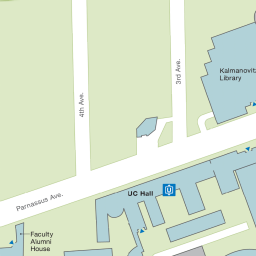 Kalmanovitz
Library
4th Ave.
3rd Ave.
Parnassus Ave.
UC Hall
Faculty
Alumni
House